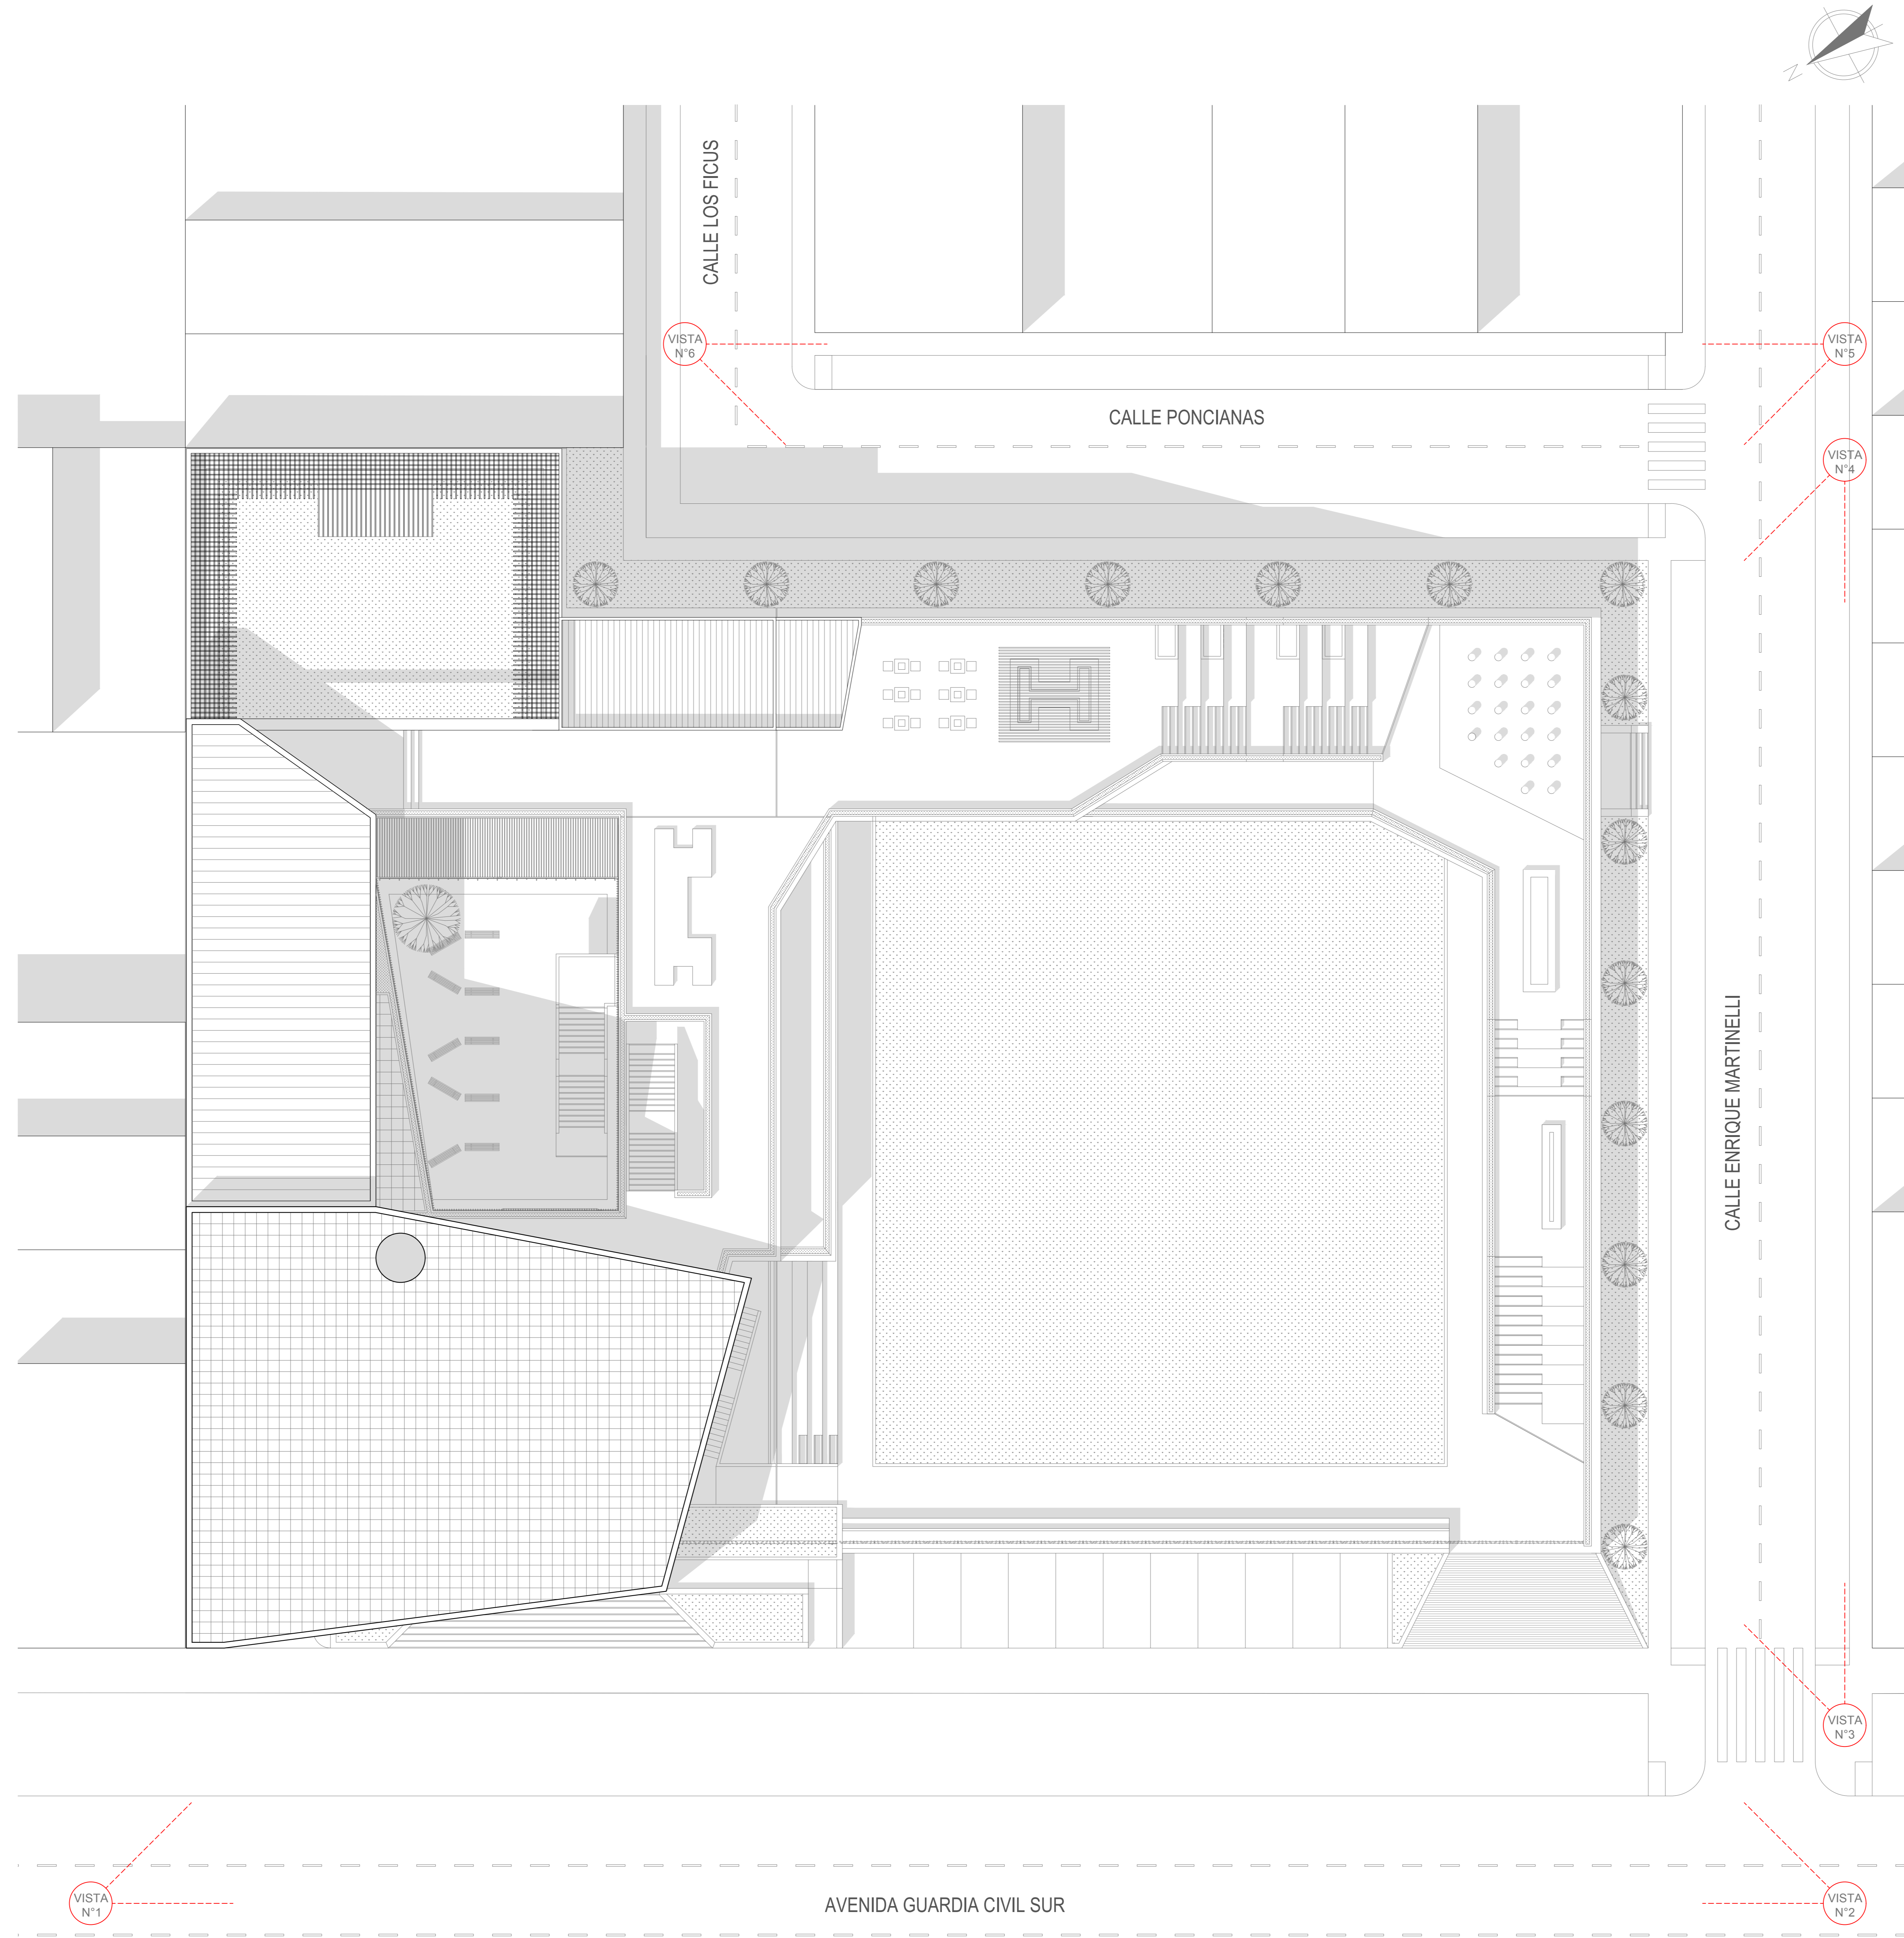 N
CALLE LOS FICUS
VISTA
N°6
VISTA
N°5
CALLE PONCIANAS
VISTA
N°4
CALLE ENRIQUE MARTINELLI
VISTA
N°3
VISTA
N°1
AVENIDA GUARDIA CIVIL SUR
VISTA
N°2